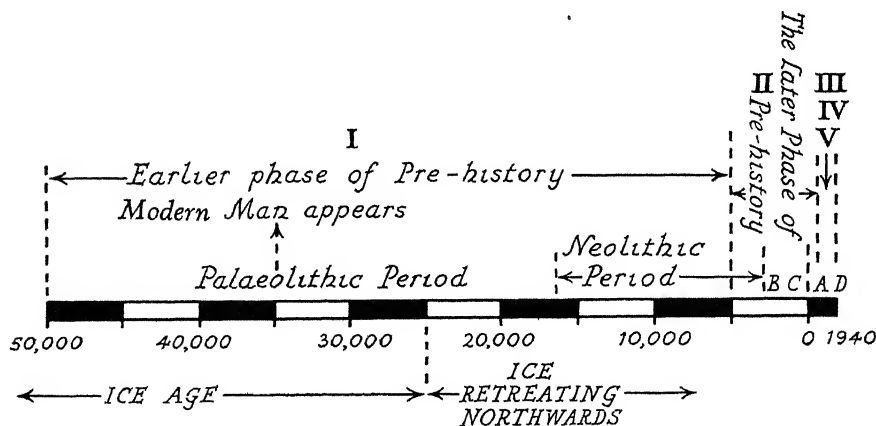 I
Earlier phase of Pre-history
Modern Man appears
Palaeolithic Period
Neolithic
Period
II
The Later Phase of
Pre-history
III
IV
V
B C
A D
50,000
40,000
30,000
20,000
10,000
0
1940
ICE AGE
ICE
RETREATING
NORTHWARDS